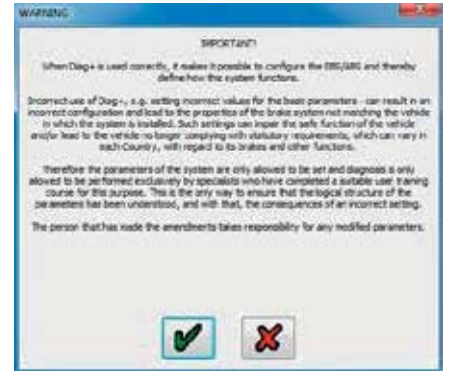 WARNING
IMPORTANT!
When Diag+ is used correctly, it makes it possible to configure the EBS/ABS and thereby
define how the system functions.
Incorrect use of Diag+, e.g. setting incorrect values for the basic parameters - can result in an
incorrect configuration and lead to the properties of the brake system not matching the vehicle
in which the system is installed. Such settings can impair the safe function of the vehicle
and/or lead to the vehicle no longer complying with statutory requirements, which can vary in
each Country, with regard to its brakes and other functions.
Therefore the parameters of the system are only allowed to be set and diagnosis is only
allowed to be performed exclusively by specialists who have completed a suitable user training
course for this purpose. This is the only way to ensure that the logical structure of the
parameters has been understood, and with that, the consequences of an incorrect setting.
The person that has made the amendments takes responsibility for any modified parameters.